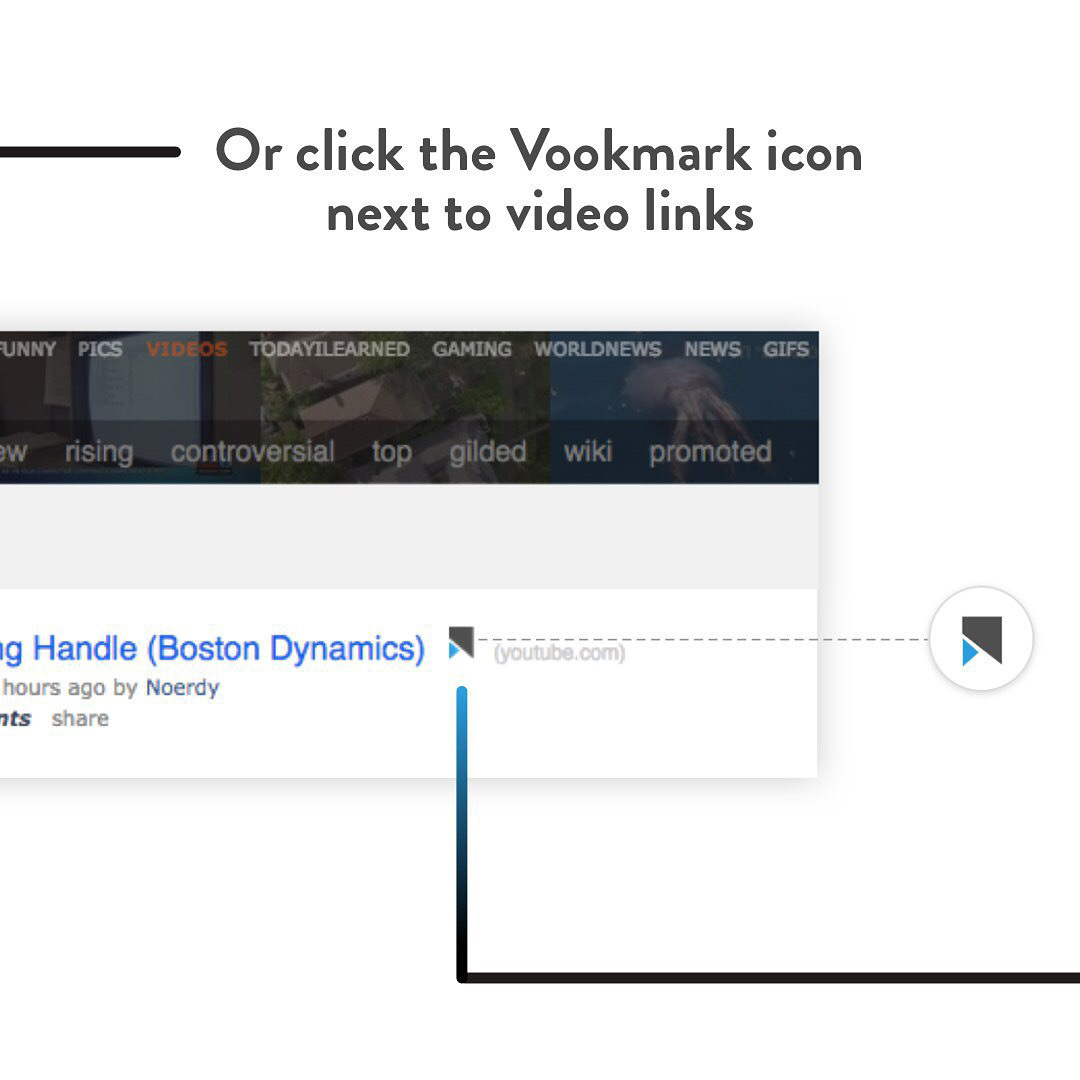 Or click the Vookmark icon
next to video links
FUNNY PICS VIDEOS TODAYILEARNED GAMING WORLDNEWS NEWS GIFS
ew rising controversial top gilded wiki promoted
ng Handle (Boston Dynamics) (youtube.com)
hours ago by Noerdy
nts share